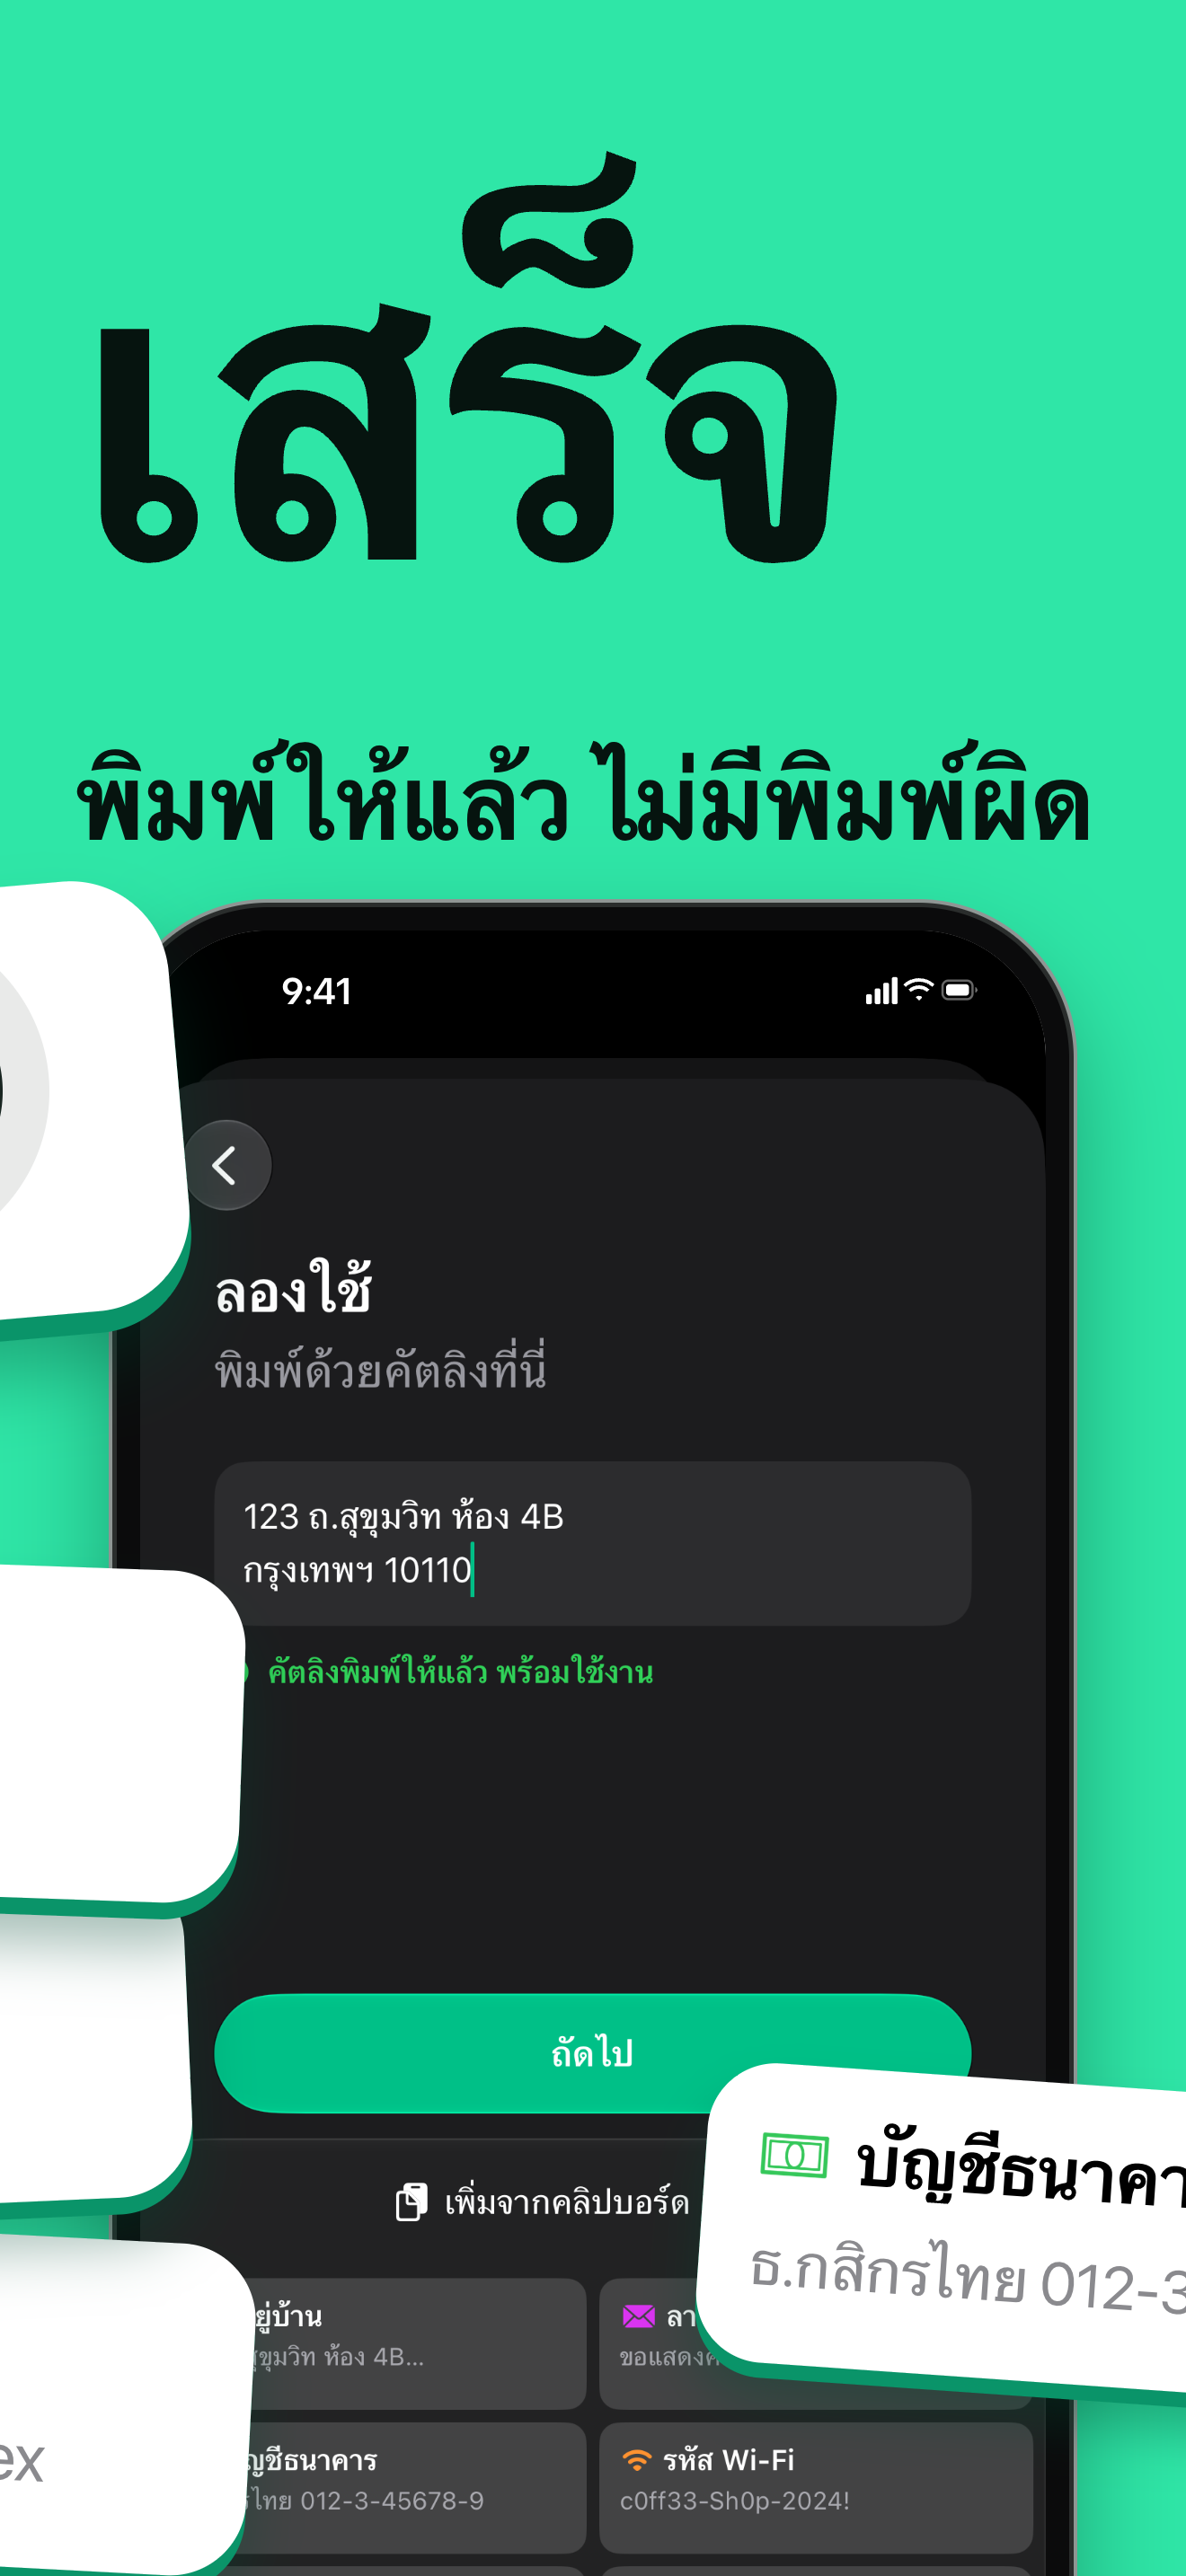 เสร็จ
พิมพ์ให้แล้ว ไม่มีพิมพ์ผิด
9:41
ลองใช้
พิมพ์ด้วยคัตลิงที่นี่
123 ถ.สุขุมวิท ห้อง 4B
กรุงเทพฯ 10110
คัตลิงพิมพ์ให้แล้ว พร้อมใช้งาน
ถัดไป
บัญชีธนาคา
ธ.กสิกรไทย 012-3
เพิ่มจากคลิปบอร์ด
ยู่บ้าน
สุขุมวิท ห้อง 4B...
ลา
ขอแสดงค
ex
ญชีธนาคาร
รไทย 012-3-45678-9
รหัส Wi-Fi
c0ff33-Sh0p-2024!